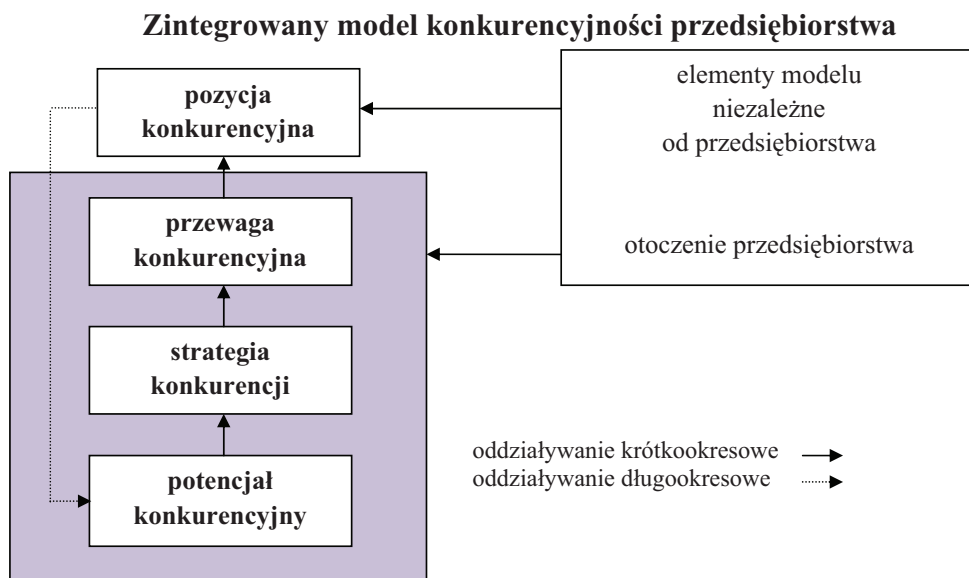 Zintegrowany model konkurencyjności przedsiębiorstwa
pozycja
konkurencyjna
elementy modelu
niezależne
od przedsiębiorstwa
przewaga
konkurencyjna
otoczenie przedsiębiorstwa
strategia
konkurencji
potencjał
konkurencyjny
oddziaływanie krótkookresowe
oddziaływanie długookresowe